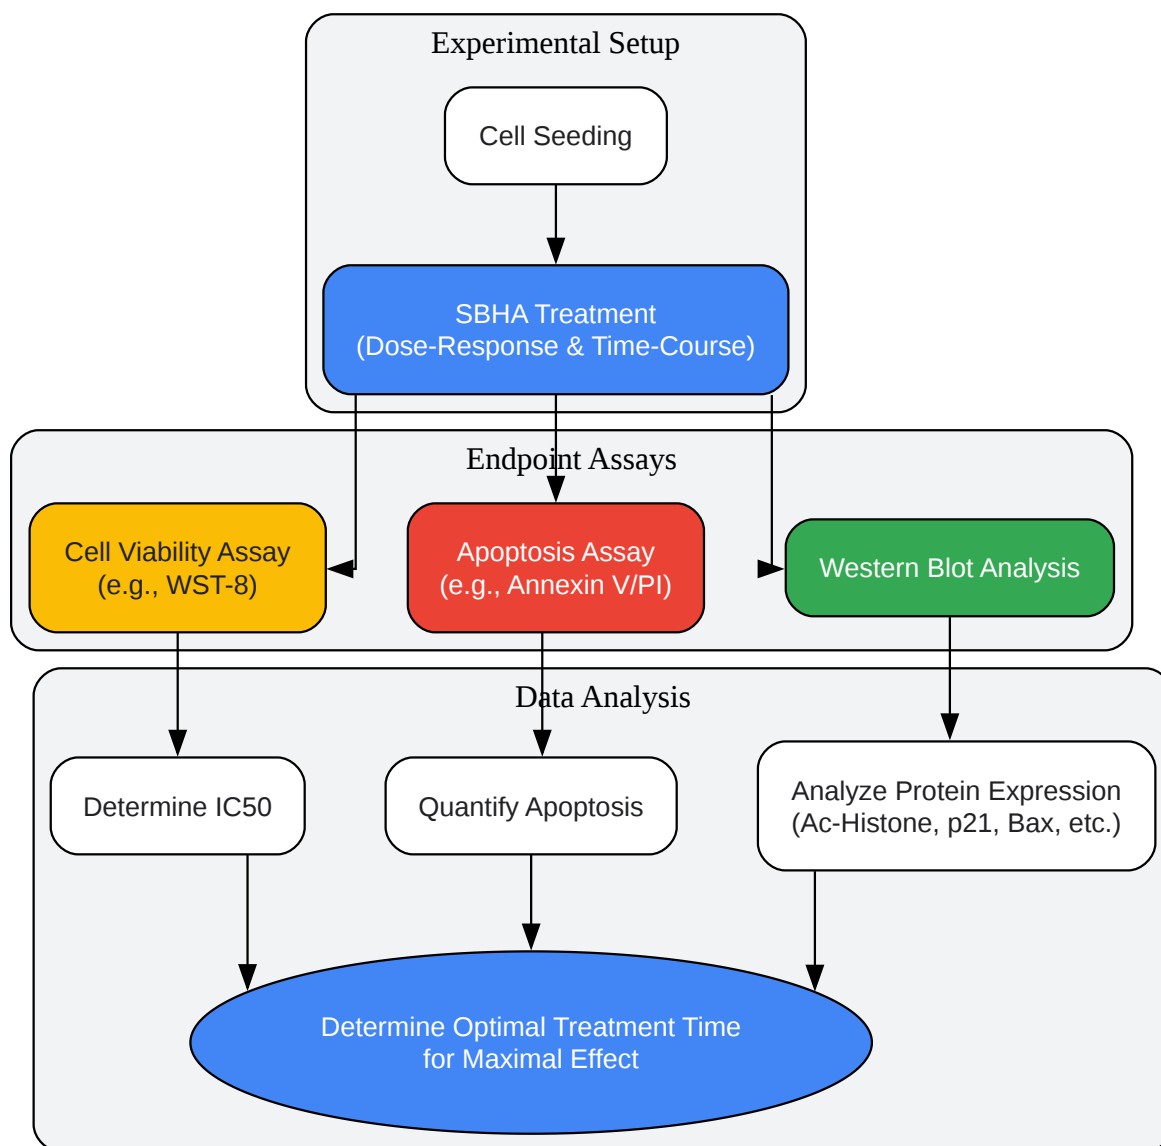 Experimental Setup
Cell Seeding
SBHA Treatment
(Dose-Response & Time-Course)
Endpoint Assays
Cell Viability Assay
(e.g., WST-8)
Apoptosis Assay
(e.g., Annexin V/PI)
Western Blot Analysis
Data Analysis
Determine IC50
Quantify Apoptosis
Analyze Protein Expression
(Ac-Histone, p21, Bax, etc.)
Determine Optimal Treatment Time
for Maximal Effect